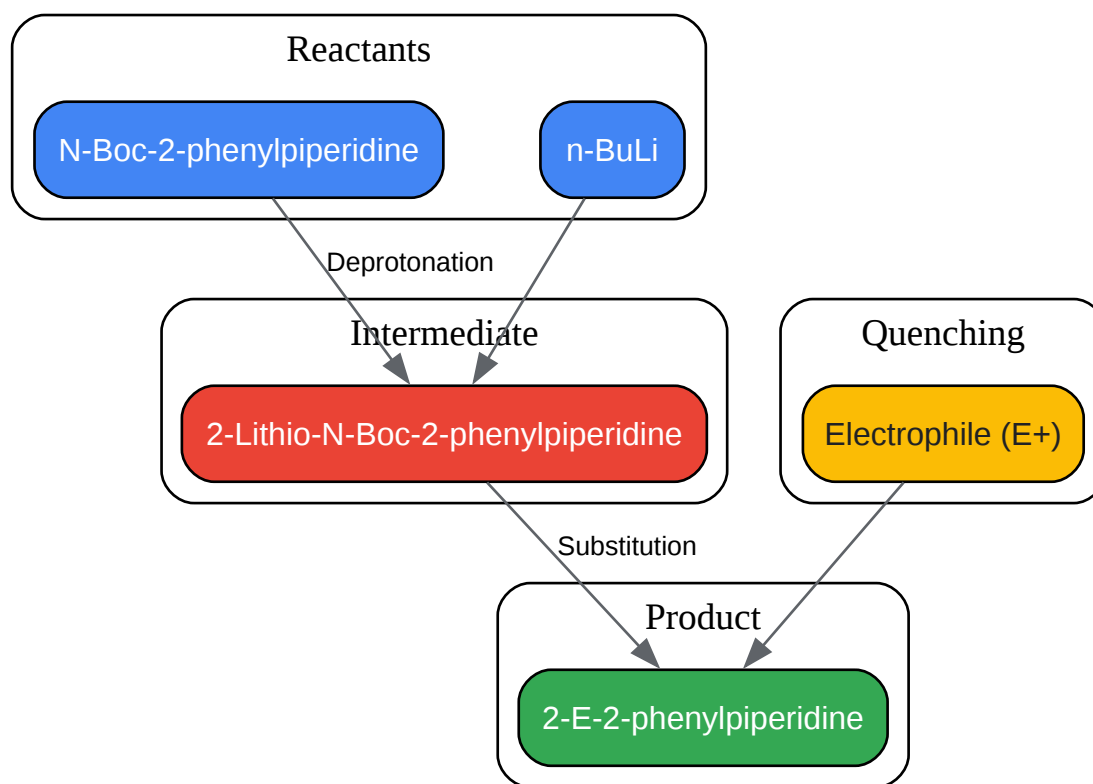 Reactants
N-Boc-2-phenylpiperidine
n-BuLi
Deprotonation
Intermediate
Quenching
2-Lithio-N-Boc-2-phenylpiperidine
Electrophile (E+)
Substitution
Product
2-E-2-phenylpiperidine